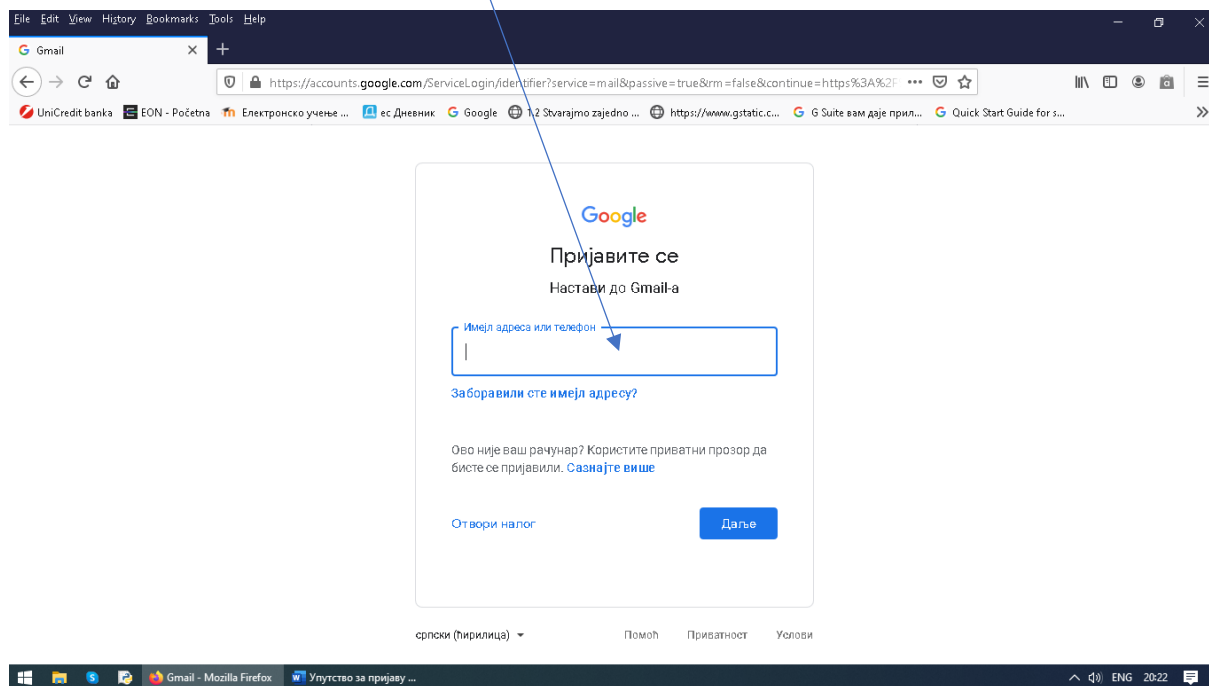 File Edit View History Bookmarks Tools Help
Gmail
https://accounts.google.com/ServiceLogin/identifier?service=mail&passive=true&rm=false&continue=https%3A%2F
UniCredit banka EON - Početna Електронско учење ... ес Дневник Google 1.2 Stvarajmo zajedno ... https://www.gstatic.c... G Suite вам даје прил... Quick Start Guide for s...
Google
Пријавите се
Настави до Gmail-а
Имејл адреса или телефон
Заборавили сте имејл адресу?
Ово није ваш рачунар? Користите приватни прозор да
бисте се пријавили. Сазнајте више
Отвори налог Даље
српски (ћирилица) Помоћ Приватност Услови
Gmail - Mozilla Firefox Упутство за пријаву ... ENG 20:22